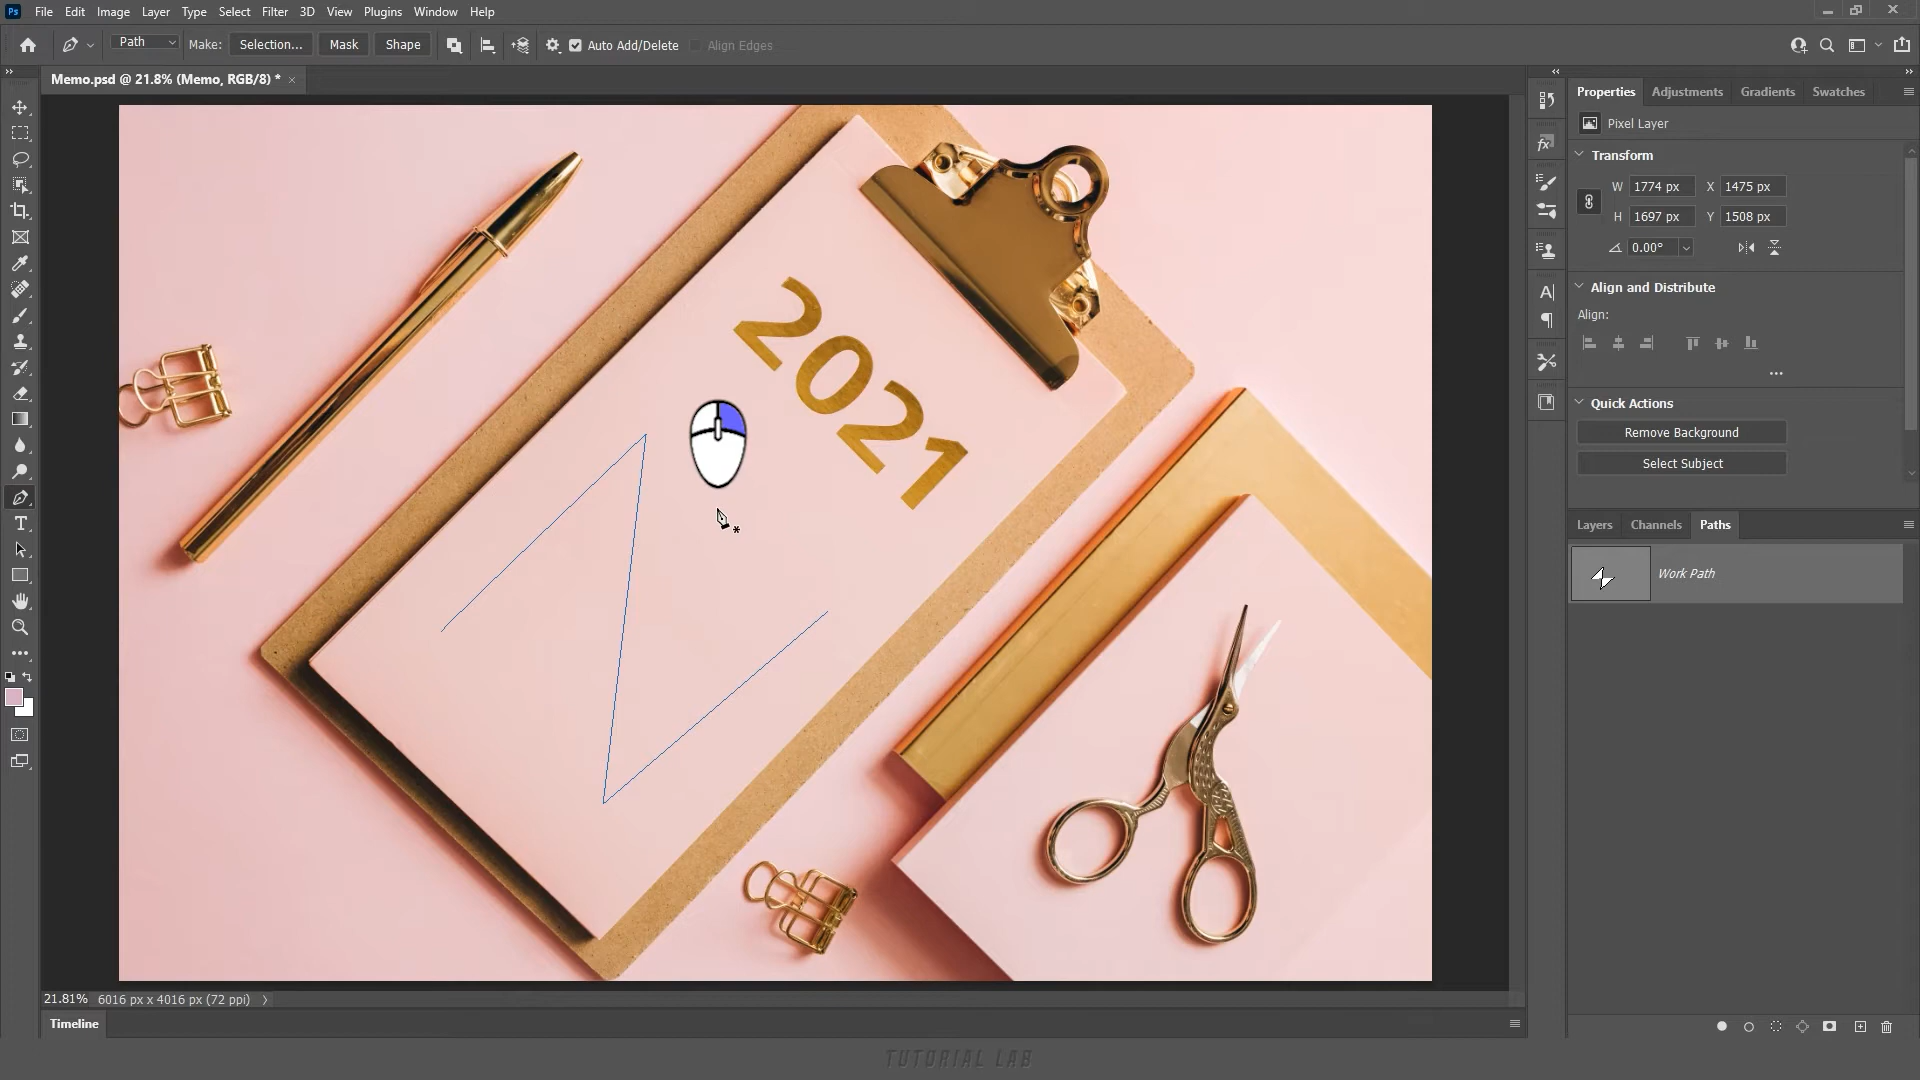 Ps File Edit Image Layer Type Select Filter 3D View Plugins Window Help
Path Make: Selection... Mask Shape Auto Add/Delete Align Edges
Memo.psd @ 21.8% (Memo, RGB/8) * ×
Properties Adjustments Gradients Swatches
Pixel Layer
Transform
W 1774 px X 1475 px
H 1697 px Y 1508 px
0.00°
Align and Distribute
Align:
Quick Actions
Remove Background
Select Subject
2021
Layers Channels Paths
Work Path
21.81% 6016 px x 4016 px (72 ppi)
Timeline
TUTORIAL LAB